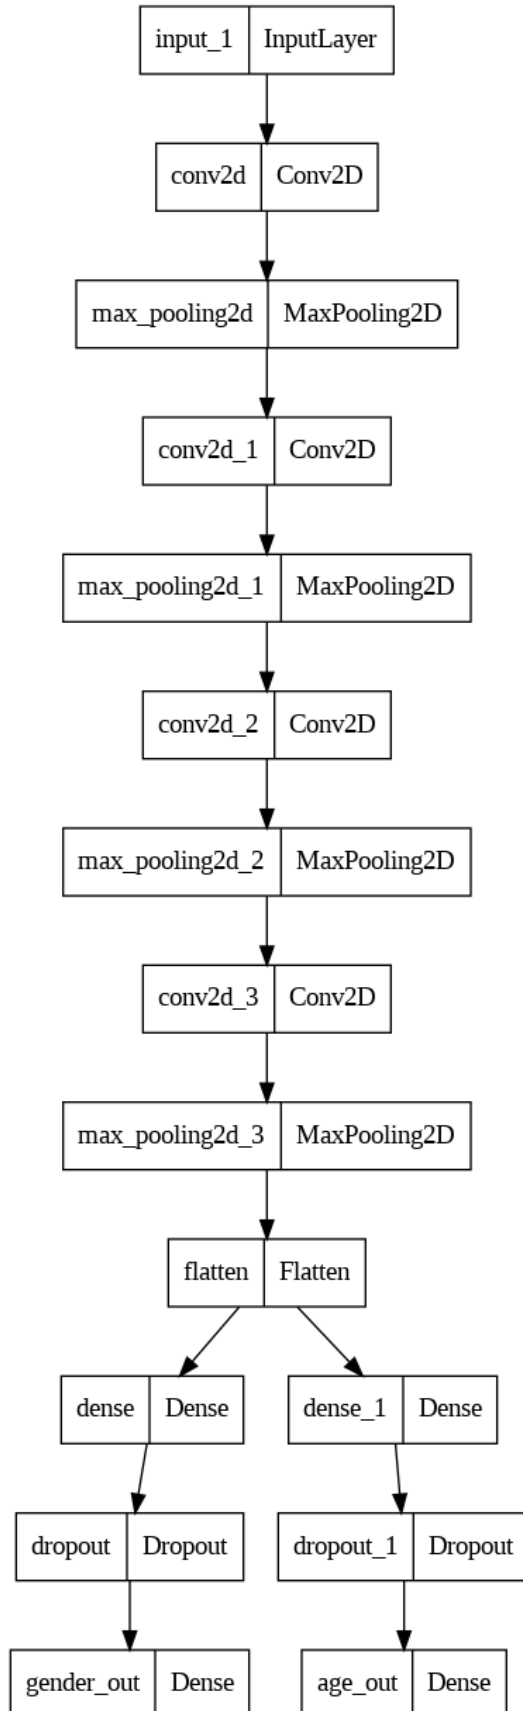 input_1 InputLayer
conv2d Conv2D
max_pooling2d MaxPooling2D
conv2d_1 Conv2D
max_pooling2d_1 MaxPooling2D
conv2d_2 Conv2D
max_pooling2d_2 MaxPooling2D
conv2d_3 Conv2D
max_pooling2d_3 MaxPooling2D
flatten Flatten
dense Dense dense_1 Dense
dropout Dropout dropout_1 Dropout
gender_out Dense age_out Dense